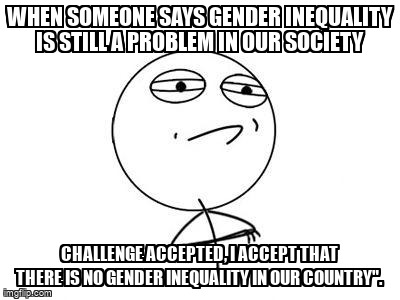 WHEN SOMEONE SAYS GENDER INEQUALITY
IS STILL A PROBLEM IN OUR SOCIETY
CHALLENGE ACCEPTED, I ACCEPT THAT
THERE IS NO GENDER INEQUALITY IN OUR COUNTRY".
imgflip.com